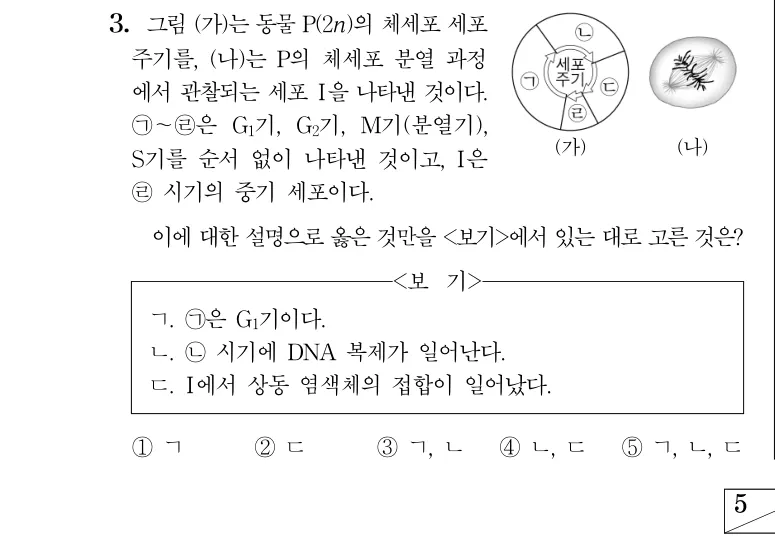 3. 그림 (가)는 동물 P(2n)의 체세포 세포
주기를, (나)는 P의 체세포 분열 과정
에서 관찰되는 세포 I을 나타낸 것이다.
㉠~㉣은 G₁기, G₂기, M기(분열기),
S기를 순서 없이 나타낸 것이고, I은
㉣ 시기의 중기 세포이다.
㉡
㉠ 세포 ㉢
주기
㉣
(가) (나)
이에 대한 설명으로 옳은 것만을 <보기>에서 있는 대로 고른 것은?
<보 기>
ㄱ. ㉠은 G₁기이다.
ㄴ. ㉡ 시기에 DNA 복제가 일어난다.
ㄷ. I에서 상동 염색체의 접합이 일어났다.
① ㄱ ② ㄷ ③ ㄱ, ㄴ ④ ㄴ, ㄷ ⑤ ㄱ, ㄴ, ㄷ
5